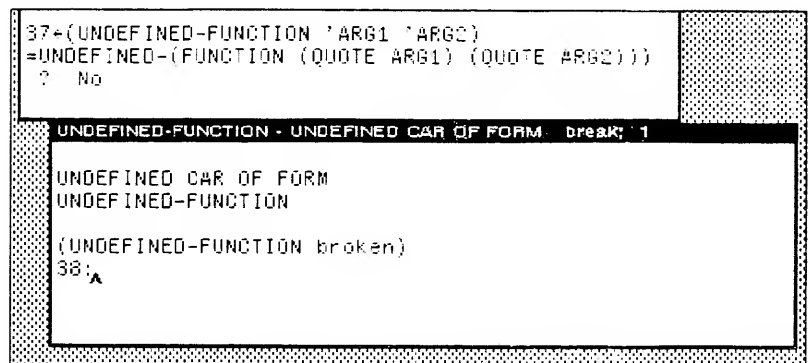 37←(UNDEFINED-FUNCTION 'ARG1 'ARG2)
=UNDEFINED-(FUNCTION (QUOTE ARG1) (QUOTE ARG2)))
? No
UNDEFINED-FUNCTION - UNDEFINED CAR OF FORM break: 1
UNDEFINED CAR OF FORM
UNDEFINED-FUNCTION
(UNDEFINED-FUNCTION broken)
38: